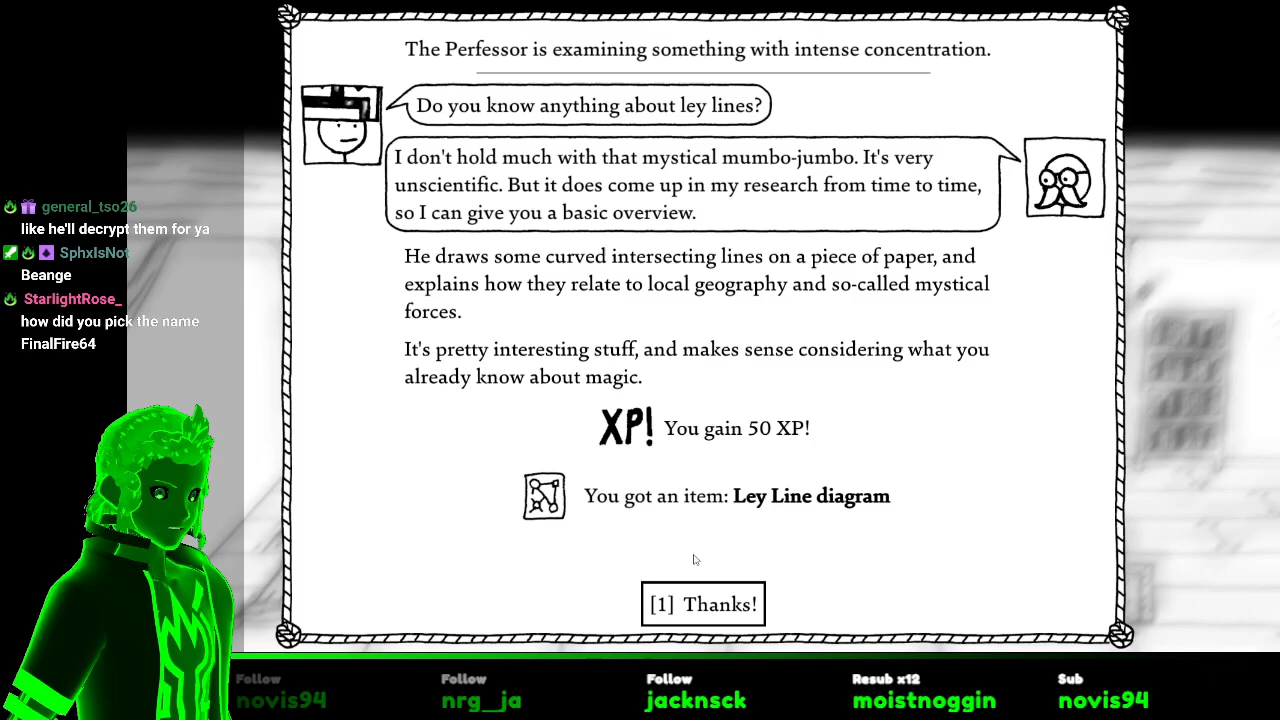 The Perfessor is examining something with intense concentration.
Do you know anything about ley lines?
I don't hold much with that mystical mumbo-jumbo. It's very
unscientific. But it does come up in my research from time to time,
so I can give you a basic overview.
He draws some curved intersecting lines on a piece of paper, and
explains how they relate to local geography and so-called mystical
forces.
It's pretty interesting stuff, and makes sense considering what you
already know about magic.
XP! You gain 50 XP!
You got an item: Ley Line diagram
[1] Thanks!
general_tso26
like he'll decrypt them for ya
SphxIsNot
Beange
StarlightRose_
how did you pick the name
FinalFire64
Follow
novis94
Follow
nrg_ja
Follow
jacknsck
Resub x12
moistnoggin
Sub
novis94